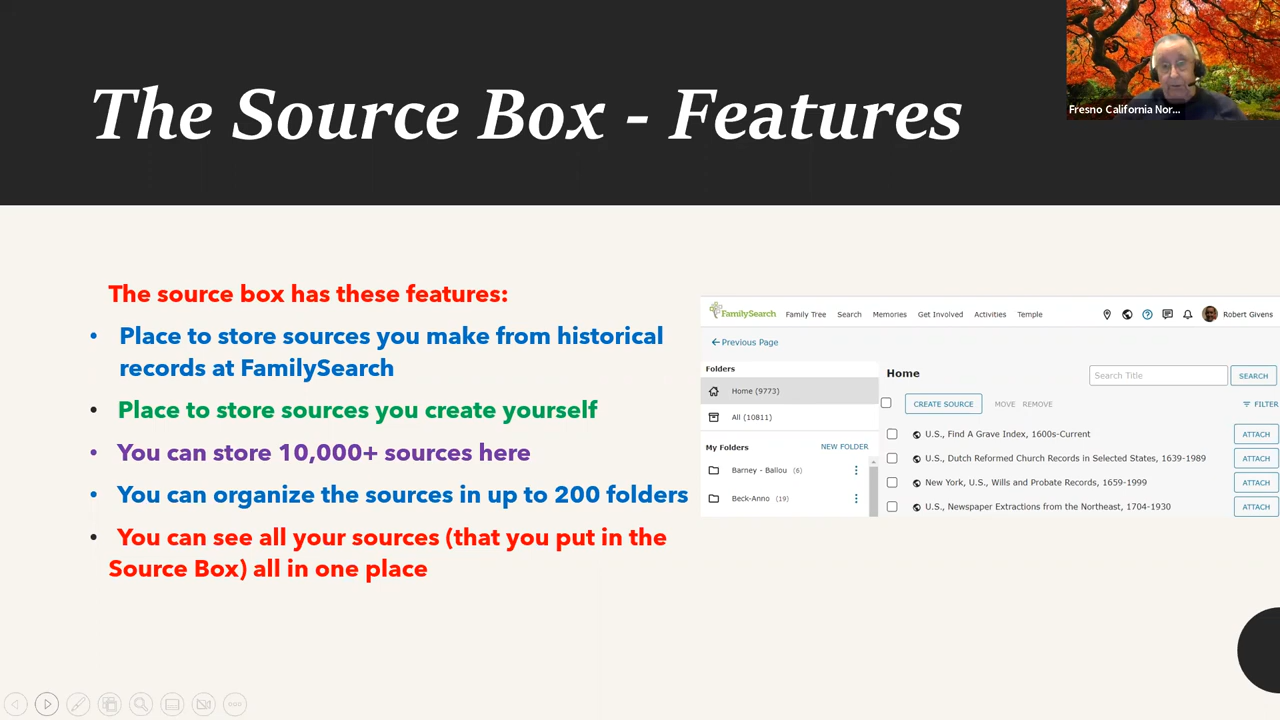 The Source Box - Features
Fresno California Nor...
The source box has these features:
• Place to store sources you make from historical
records at FamilySearch
• Place to store sources you create yourself
• You can store 10,000+ sources here
• You can organize the sources in up to 200 folders
• You can see all your sources (that you put in the
Source Box) all in one place
FamilySearch Family Tree Search Memories Get Involved Activities Temple Robert Givens
Previous Page
Folders
Home (9773)
All (10811)
My Folders NEW FOLDER
Barney - Ballou (6)
Beck-Anno (19)
Home Search Title SEARCH
CREATE SOURCE MOVE REMOVE FILTER
U.S., Find A Grave Index, 1600s-Current ATTACH
U.S., Dutch Reformed Church Records in Selected States, 1639-1989 ATTACH
New York, U.S., Wills and Probate Records, 1659-1999 ATTACH
U.S., Newspaper Extractions from the Northeast, 1704-1930 ATTACH